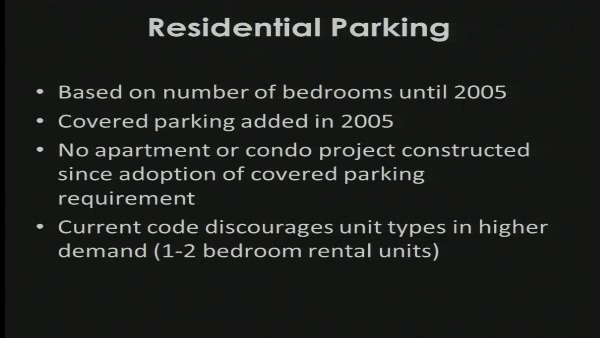 Residential Parking
• Based on number of bedrooms until 2005
• Covered parking added in 2005
• No apartment or condo project constructed
since adoption of covered parking
requirement
• Current code discourages unit types in higher
demand (1-2 bedroom rental units)